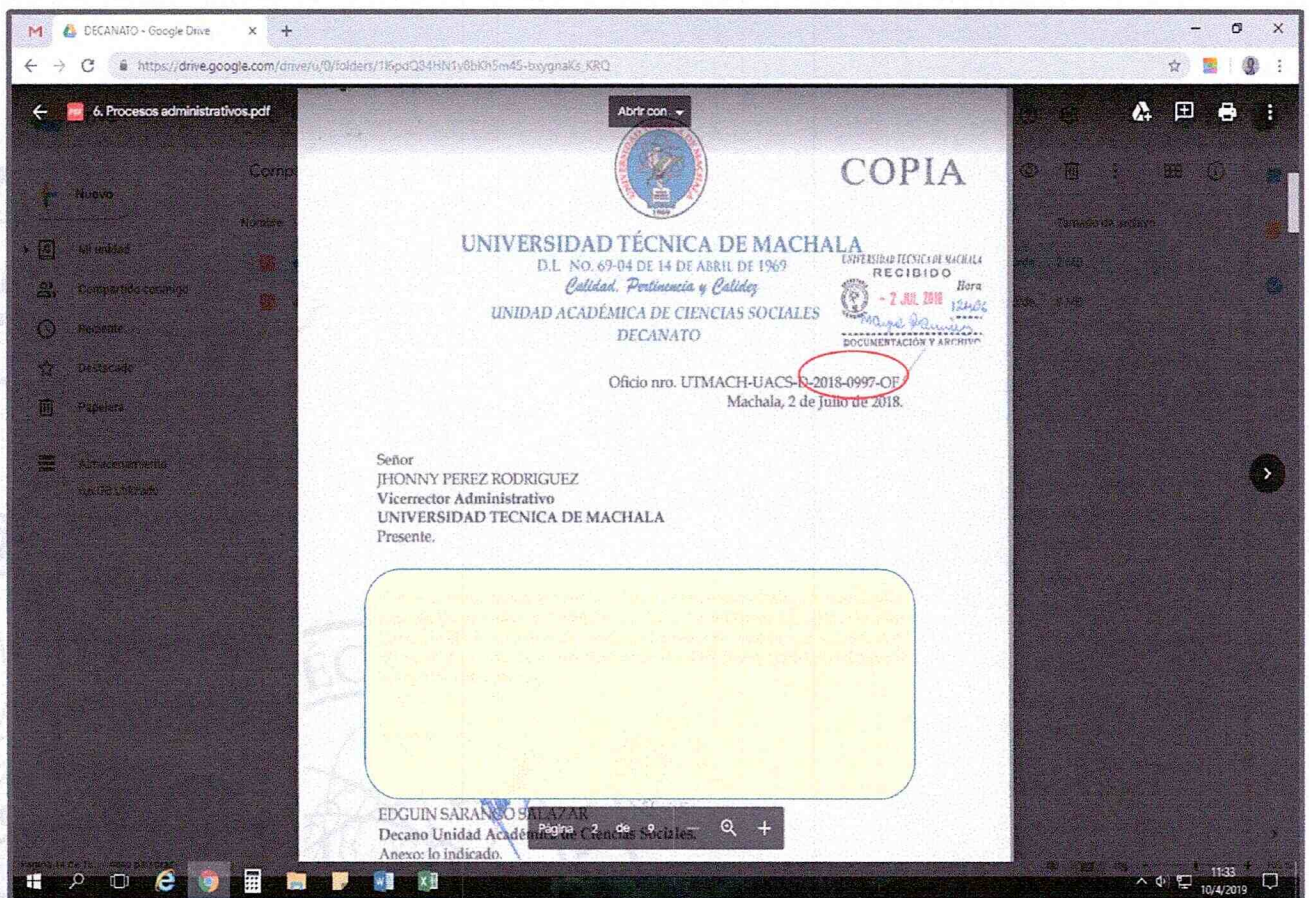 DECANATO - Google Drive
https://drive.google.com/drive/u/0/folders/
6. Procesos administrativos.pdf
Abrir con
COPIA
Nuevo
Nombre
Tamaño de archivo
Mi unidad
Compartido conmigo
Reciente
Destacado
Papelera
Almacenamiento
UNIVERSIDAD TÉCNICA DE MACHALA
D.L. NO. 69-04 DE 14 DE ABRIL DE 1969
Calidad, Pertinencia y Calidez
UNIDAD ACADÉMICA DE CIENCIAS SOCIALES
DECANATO
UNIVERSIDAD TECNICA DE MACHALA
RECIBIDO
Hora
- 2 JUL 2018
DOCUMENTACIÓN Y ARCHIVO
Oficio nro. UTMACH-UACS-D-2018-0997-OF
Machala, 2 de julio de 2018.
Señor
JHONNY PEREZ RODRIGUEZ
Vicerrector Administrativo
UNIVERSIDAD TECNICA DE MACHALA
Presente.
EDGUIN SARANGO SALAZAR
Decano Unidad Académica de Ciencias Sociales.
Anexo: lo indicado.
Página 2 de 9
11:33
10/4/2019